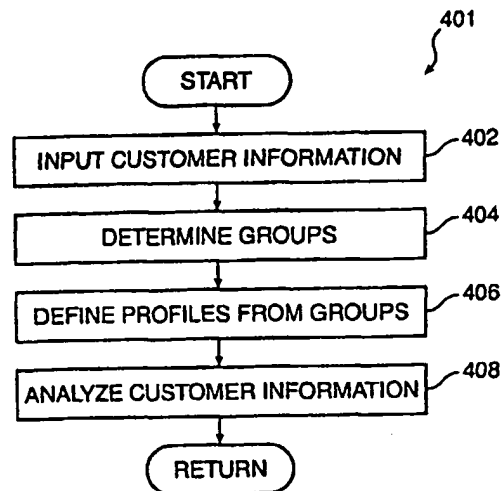 401
START
INPUT CUSTOMER INFORMATION
402
DETERMINE GROUPS
404
DEFINE PROFILES FROM GROUPS
406
ANALYZE CUSTOMER INFORMATION
408
RETURN